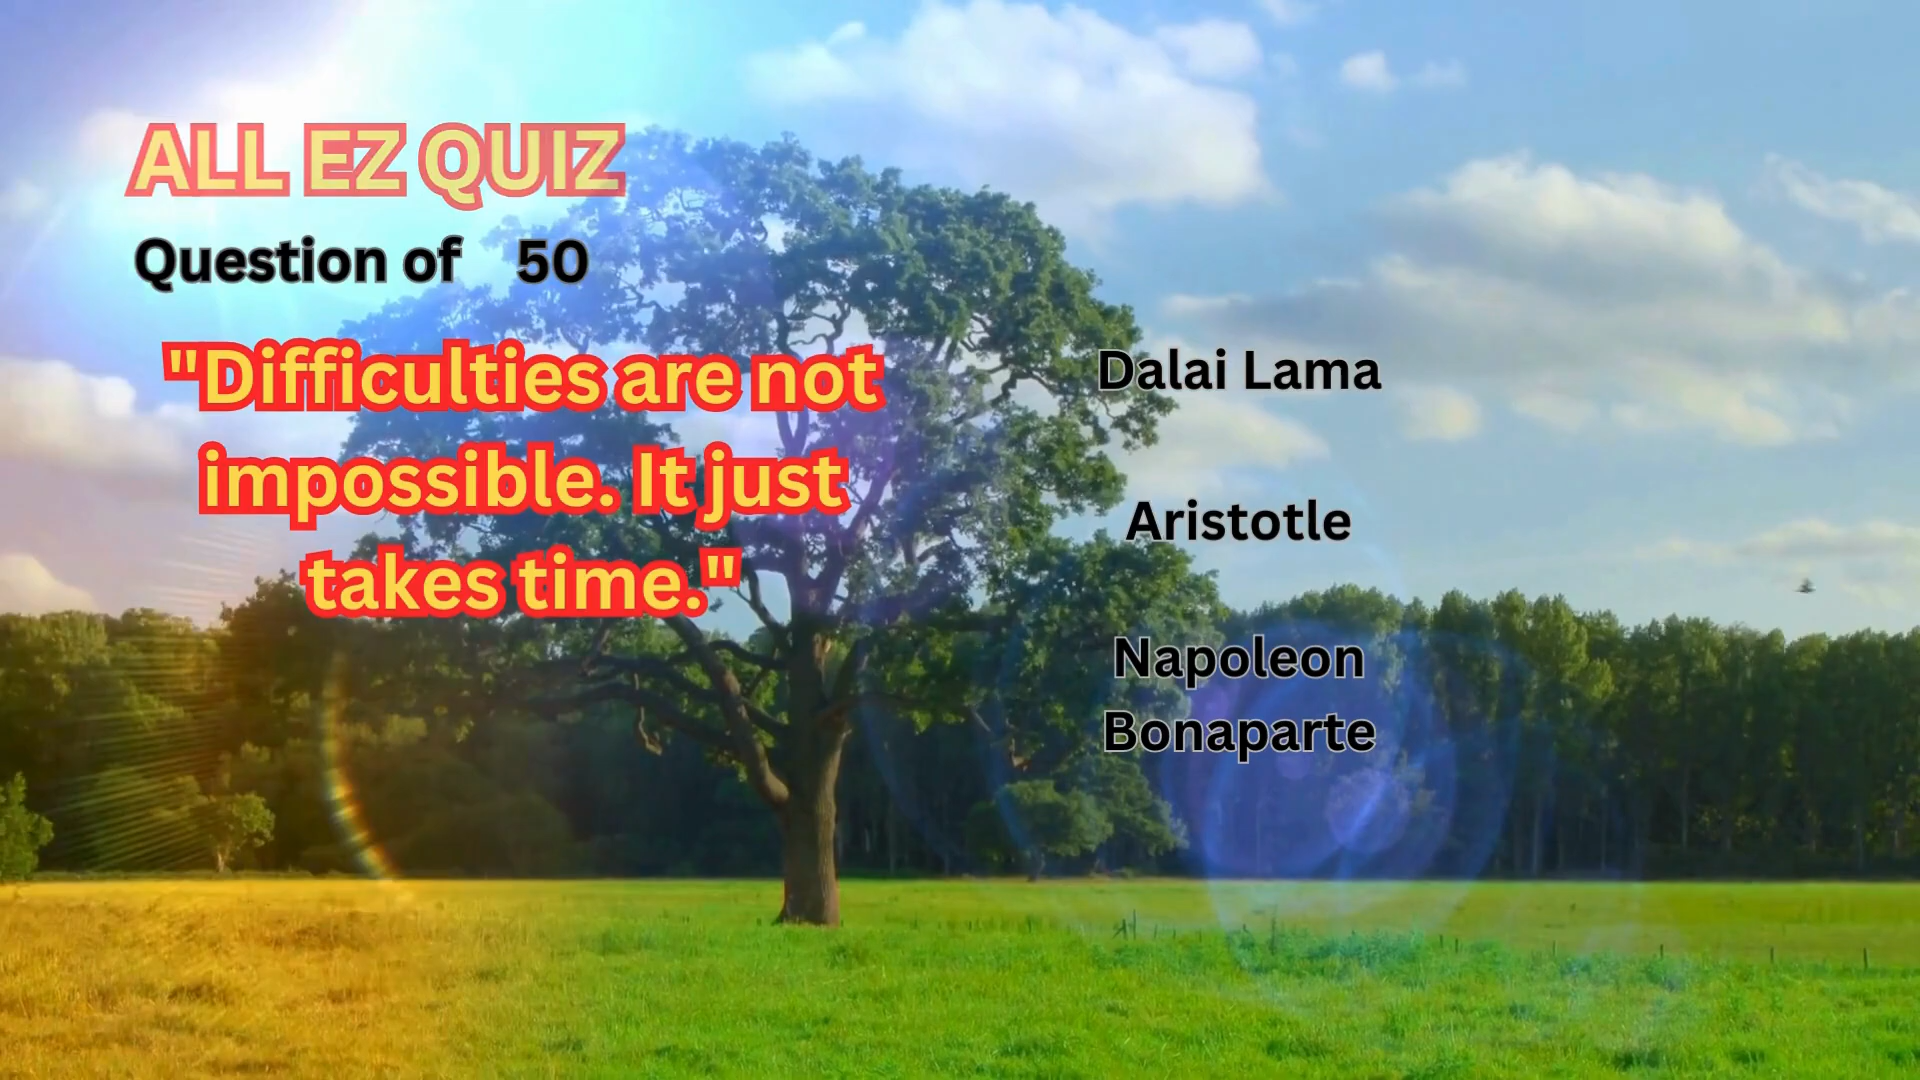 ALL EZ QUIZ
Question of 50
"Difficulties are not
impossible. It just
takes time."
Dalai Lama
Aristotle
Napoleon
Bonaparte